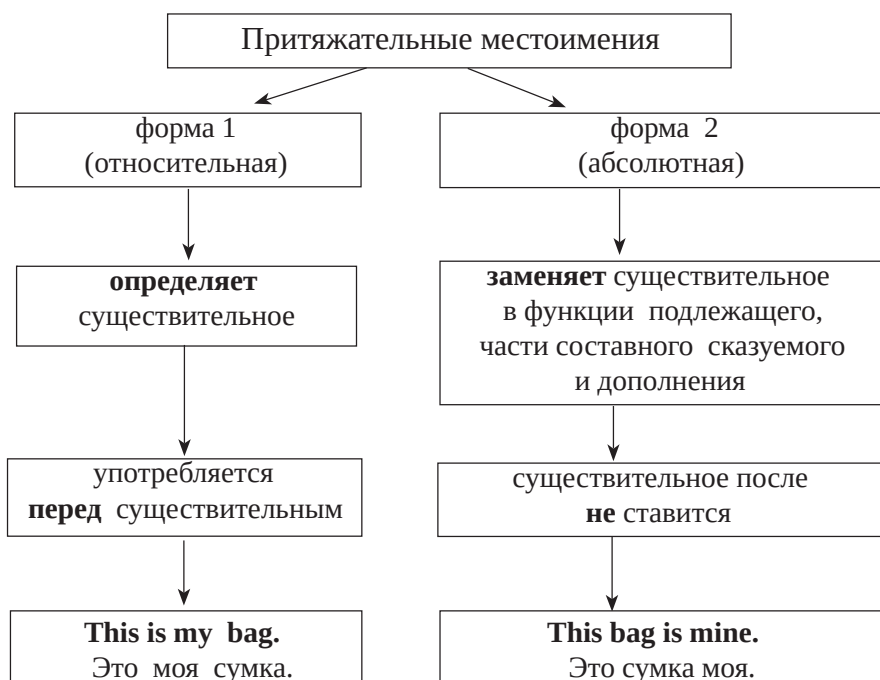 Притяжательные местоимения
форма 1
(относительная)
определяет
существительное
употребляется
перед существительным
This is my bag.
Это моя сумка.
форма 2
(абсолютная)
заменяет существительное
в функции подлежащего,
части составного сказуемого
и дополнения
существительное после
не ставится
This bag is mine.
Это сумка моя.